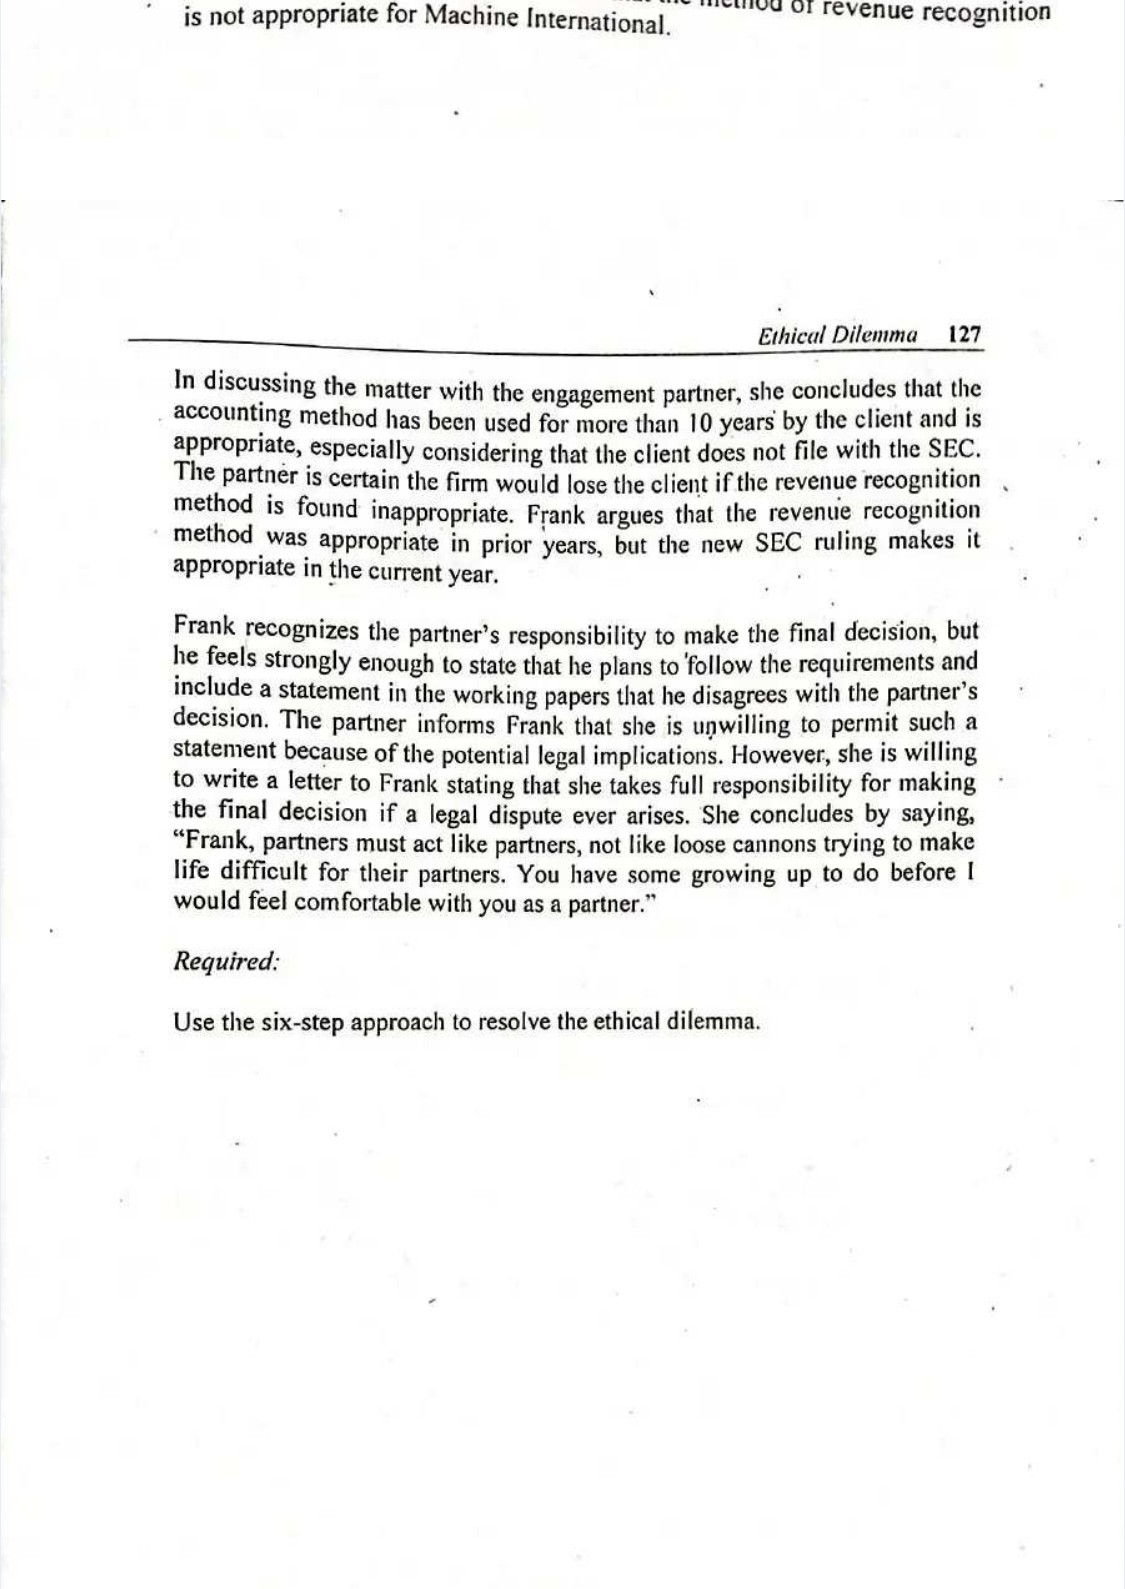 method of revenue recognition
is not appropriate for Machine International.
Ethical Dilemma 127
In discussing the matter with the engagement partner, she concludes that the
accounting method has been used for more than 10 years by the client and is
appropriate, especially considering that the client does not file with the SEC.
The partner is certain the firm would lose the client if the revenue recognition
method is found inappropriate. Frank argues that the revenue recognition
method was appropriate in prior years, but the new SEC ruling makes it
appropriate in the current year.
Frank recognizes the partner's responsibility to make the final decision, but
he feels strongly enough to state that he plans to follow the requirements and
include a statement in the working papers that he disagrees with the partner's
decision. The partner informs Frank that she is unwilling to permit such a
statement because of the potential legal implications. However, she is willing
to write a letter to Frank stating that she takes full responsibility for making
the final decision if a legal dispute ever arises. She concludes by saying,
“Frank, partners must act like partners, not like loose cannons trying to make
life difficult for their partners. You have some growing up to do before I
would feel comfortable with you as a partner.”
Required:
Use the six-step approach to resolve the ethical dilemma.